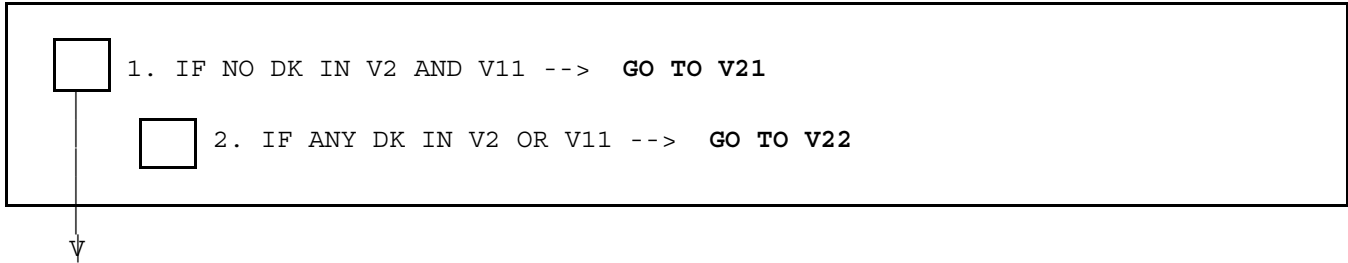 1. IF NO DK IN V2 AND V11 --> GO TO V21
2. IF ANY DK IN V2 OR V11 --> GO TO V22
V